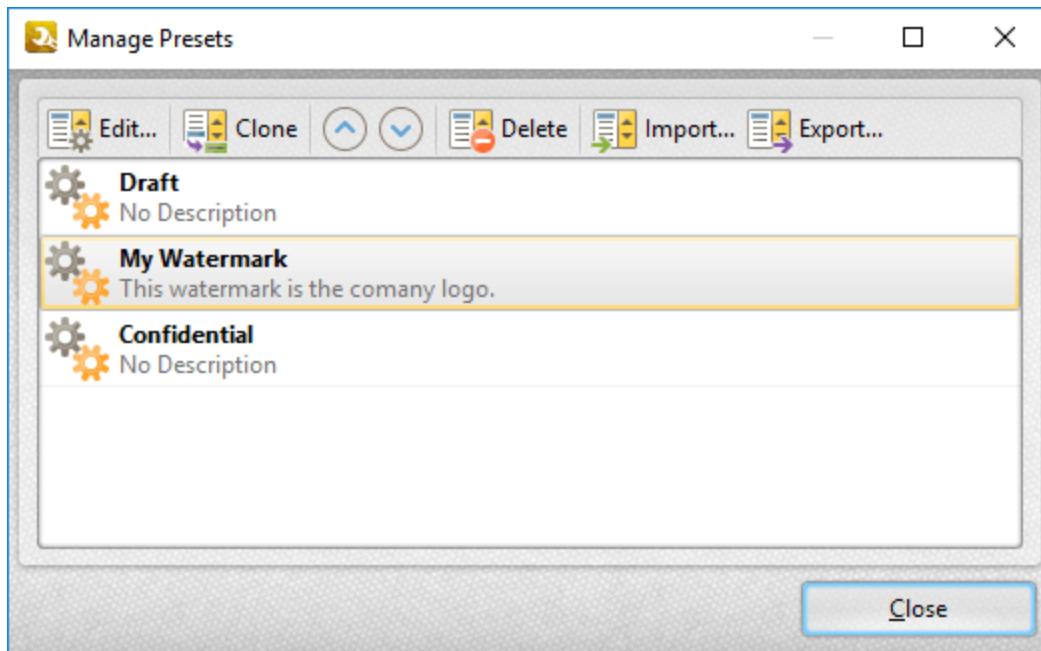 Manage Presets
Edit... Clone Delete Import... Export...
Draft
No Description
My Watermark
This watermark is the comany logo.
Confidential
No Description
Close